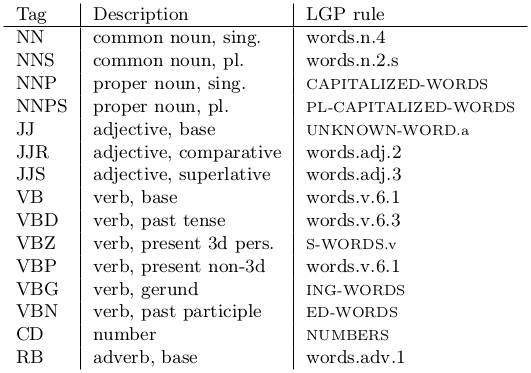 Tag Description LGP rule
NN common noun, sing. words.n.4
NNS common noun, pl. words.n.2.s
NNP proper noun, sing. CAPITALIZED-WORDS
NNPS proper noun, pl. PL-CAPITALIZED-WORDS
JJ adjective, base UNKNOWN-WORD.a
JJR adjective, comparative words.adj.2
JJS adjective, superlative words.adj.3
VB verb, base words.v.6.1
VBD verb, past tense words.v.6.3
VBZ verb, present 3d pers. S-WORDS.v
VBP verb, present non-3d words.v.6.1
VBG verb, gerund ING-WORDS
VBN verb, past participle ED-WORDS
CD number NUMBERS
RB adverb, base words.adv.1